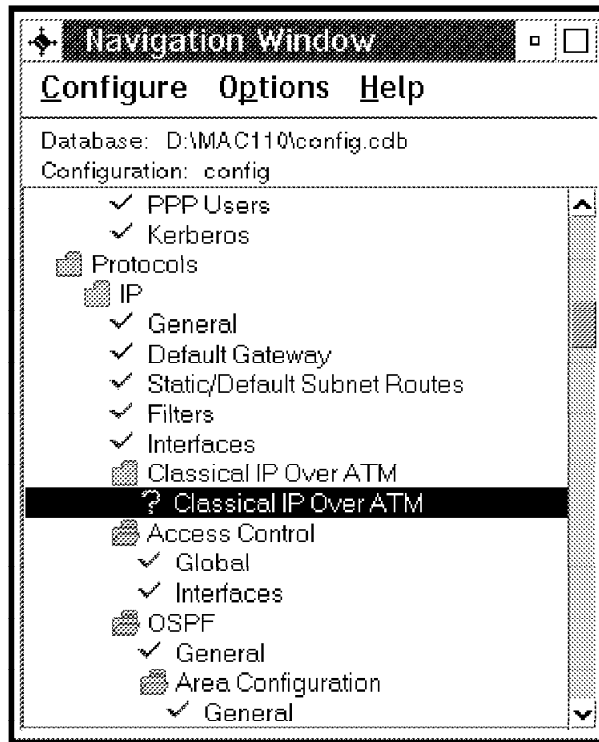 Navigation Window
Configure Options Help
Database: D:\MAC110\config.cdb
Configuration: config
PPP Users
Kerberos
Protocols
IP
General
Default Gateway
Static/Default Subnet Routes
Filters
Interfaces
Classical IP Over ATM
? Classical IP Over ATM
Access Control
Global
Interfaces
OSPF
General
Area Configuration
General